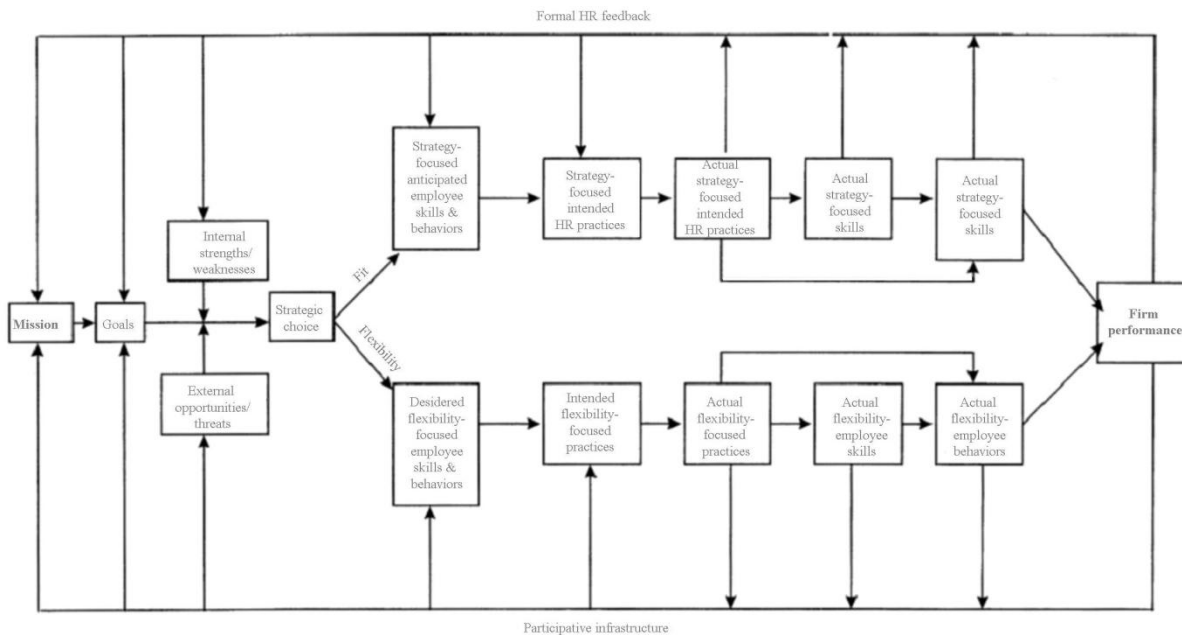 Formal HR feedback
Strategy-
focused
anticipated
employee
skills &
behaviors
Strategy-
focused
intended
HR practices
Actual
strategy-
focused
intended
HR practices
Actual
strategy-
focused
skills
Actual
strategy-
focused
skills
Internal
strengths/
weaknesses
Fit
Mission
Goals
Strategic
choice
Firm
performance
Flexibility
External
opportunities/
threats
Desidered
flexibility-
focused
employee
skills &
behaviors
Intended
flexibility-
focused
practices
Actual
flexibility-
focused
practices
Actual
flexibility-
employee
skills
Actual
flexibility-
employee
behaviors
Participative infrastructure